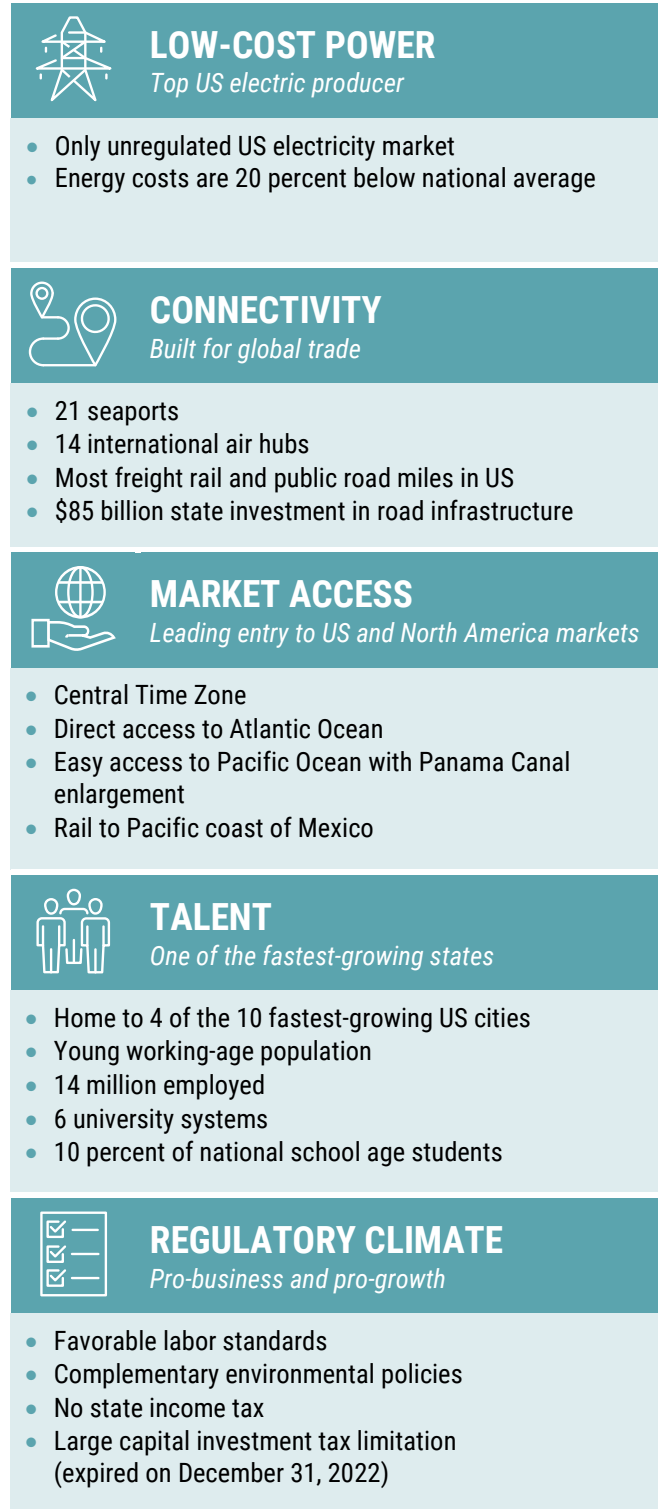 LOW-COST POWER
Top US electric producer
• Only unregulated US electricity market
• Energy costs are 20 percent below national average
CONNECTIVITY
Built for global trade
• 21 seaports
• 14 international air hubs
• Most freight rail and public road miles in US
• $85 billion state investment in road infrastructure
MARKET ACCESS
Leading entry to US and North America markets
• Central Time Zone
• Direct access to Atlantic Ocean
• Easy access to Pacific Ocean with Panama Canal
enlargement
• Rail to Pacific coast of Mexico
TALENT
One of the fastest-growing states
• Home to 4 of the 10 fastest-growing US cities
• Young working-age population
• 14 million employed
• 6 university systems
• 10 percent of national school age students
REGULATORY CLIMATE
Pro-business and pro-growth
• Favorable labor standards
• Complementary environmental policies
• No state income tax
• Large capital investment tax limitation
(expired on December 31, 2022)